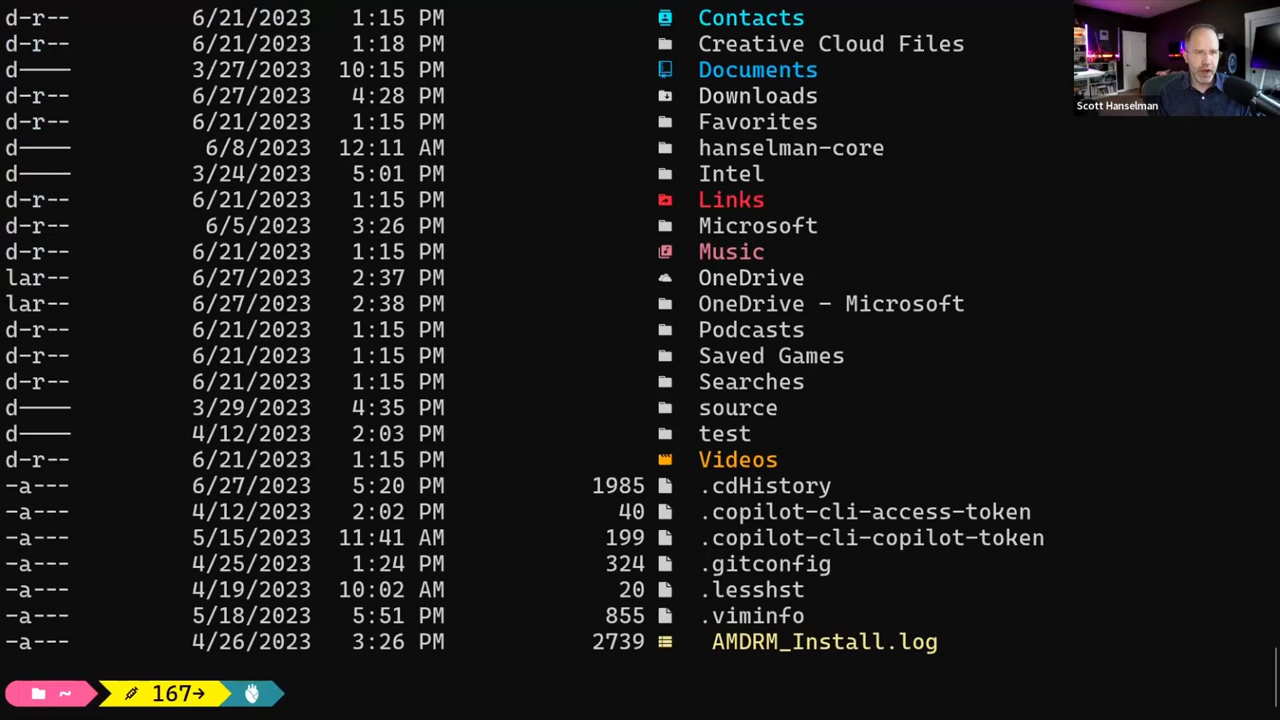 d-r-- 6/21/2023 1:15 PM Contacts
d-r-- 6/21/2023 1:18 PM Creative Cloud Files
d---- 3/27/2023 10:15 PM Documents
d-r-- 6/27/2023 4:28 PM Downloads
d-r-- 6/21/2023 1:15 PM Favorites
d---- 6/8/2023 12:11 AM hanselman-core
d---- 3/24/2023 5:01 PM Intel
d-r-- 6/21/2023 1:15 PM Links
d-r-- 6/5/2023 3:26 PM Microsoft
d-r-- 6/21/2023 1:15 PM Music
lar-- 6/27/2023 2:37 PM OneDrive
lar-- 6/27/2023 2:38 PM OneDrive - Microsoft
d-r-- 6/21/2023 1:15 PM Podcasts
d-r-- 6/21/2023 1:15 PM Saved Games
d-r-- 6/21/2023 1:15 PM Searches
d---- 3/29/2023 4:35 PM source
d---- 4/12/2023 2:03 PM test
d-r-- 6/21/2023 1:15 PM Videos
-a--- 6/27/2023 5:20 PM 1985 .cdHistory
-a--- 4/12/2023 2:02 PM 40 .copilot-cli-access-token
-a--- 5/15/2023 11:41 AM 199 .copilot-cli-copilot-token
-a--- 4/25/2023 1:24 PM 324 .gitconfig
-a--- 4/19/2023 10:02 AM 20 .lesshst
-a--- 5/18/2023 5:51 PM 855 .viminfo
-a--- 4/26/2023 3:26 PM 2739 AMDRM_Install.log
~ 167→
Scott Hanselman